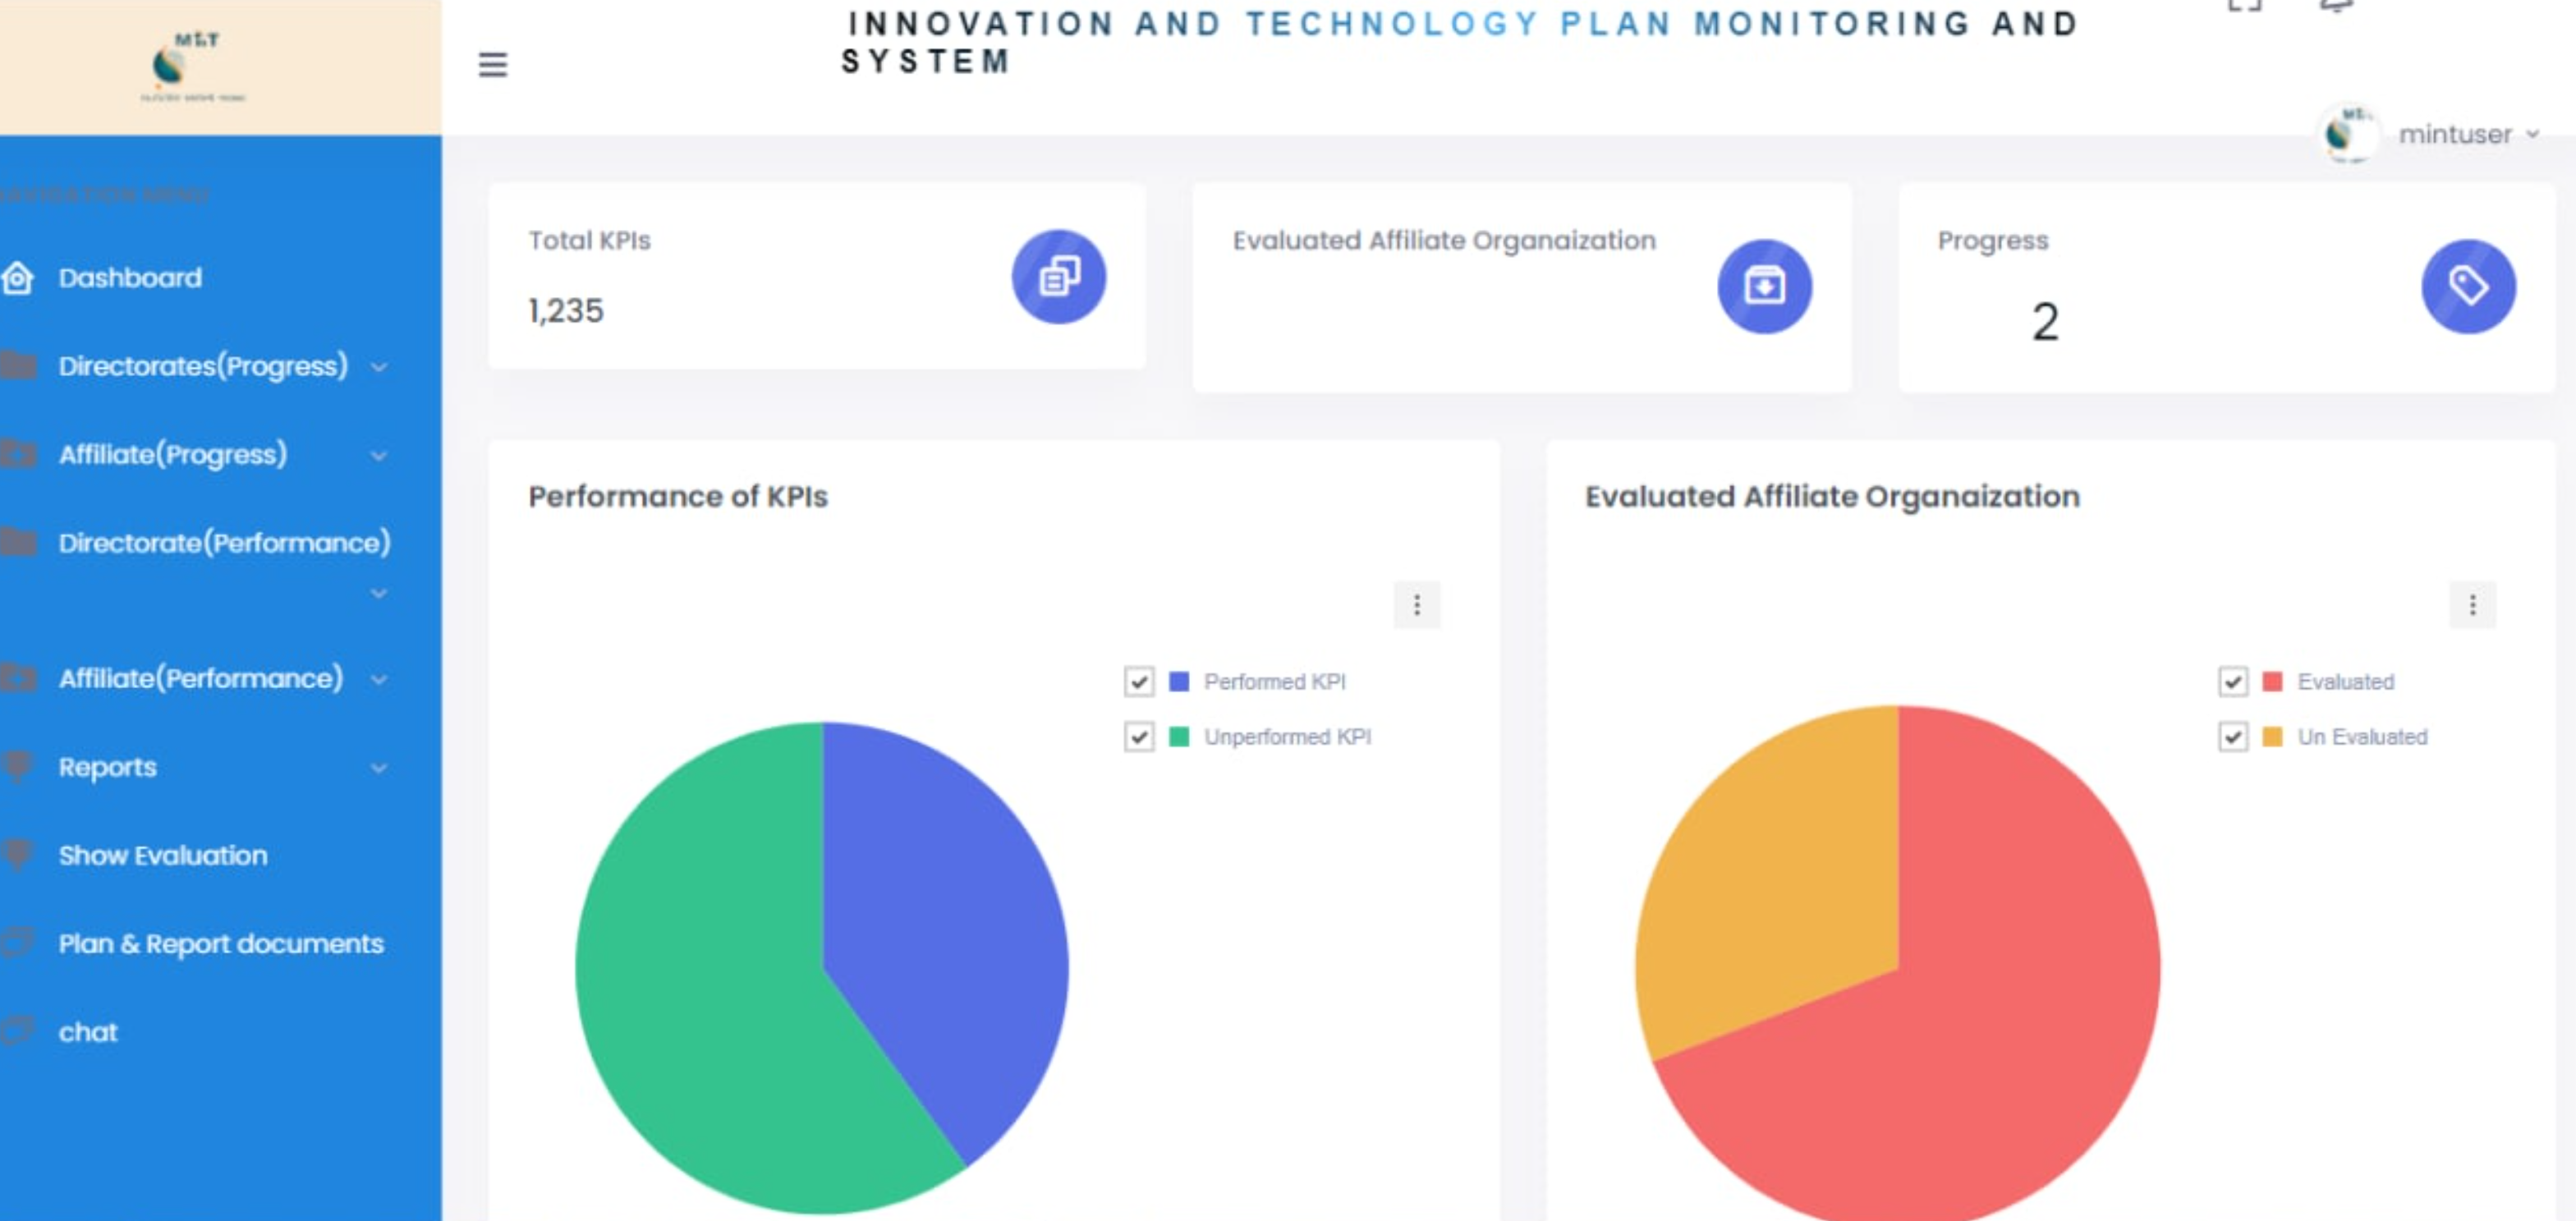 INNOVATION AND TECHNOLOGY PLAN MONITORING AND
SYSTEM
mintuser
NAVIGATION MENU
Dashboard
Directorates(Progress)
Affiliate(Progress)
Directorate(Performance)
Affiliate(Performance)
Reports
Show Evaluation
Plan & Report documents
chat
Total KPIs
1,235
Evaluated Affiliate Organaization
Progress
2
Performance of KPIs
Performed KPI
Unperformed KPI
Evaluated Affiliate Organaization
Evaluated
Un Evaluated